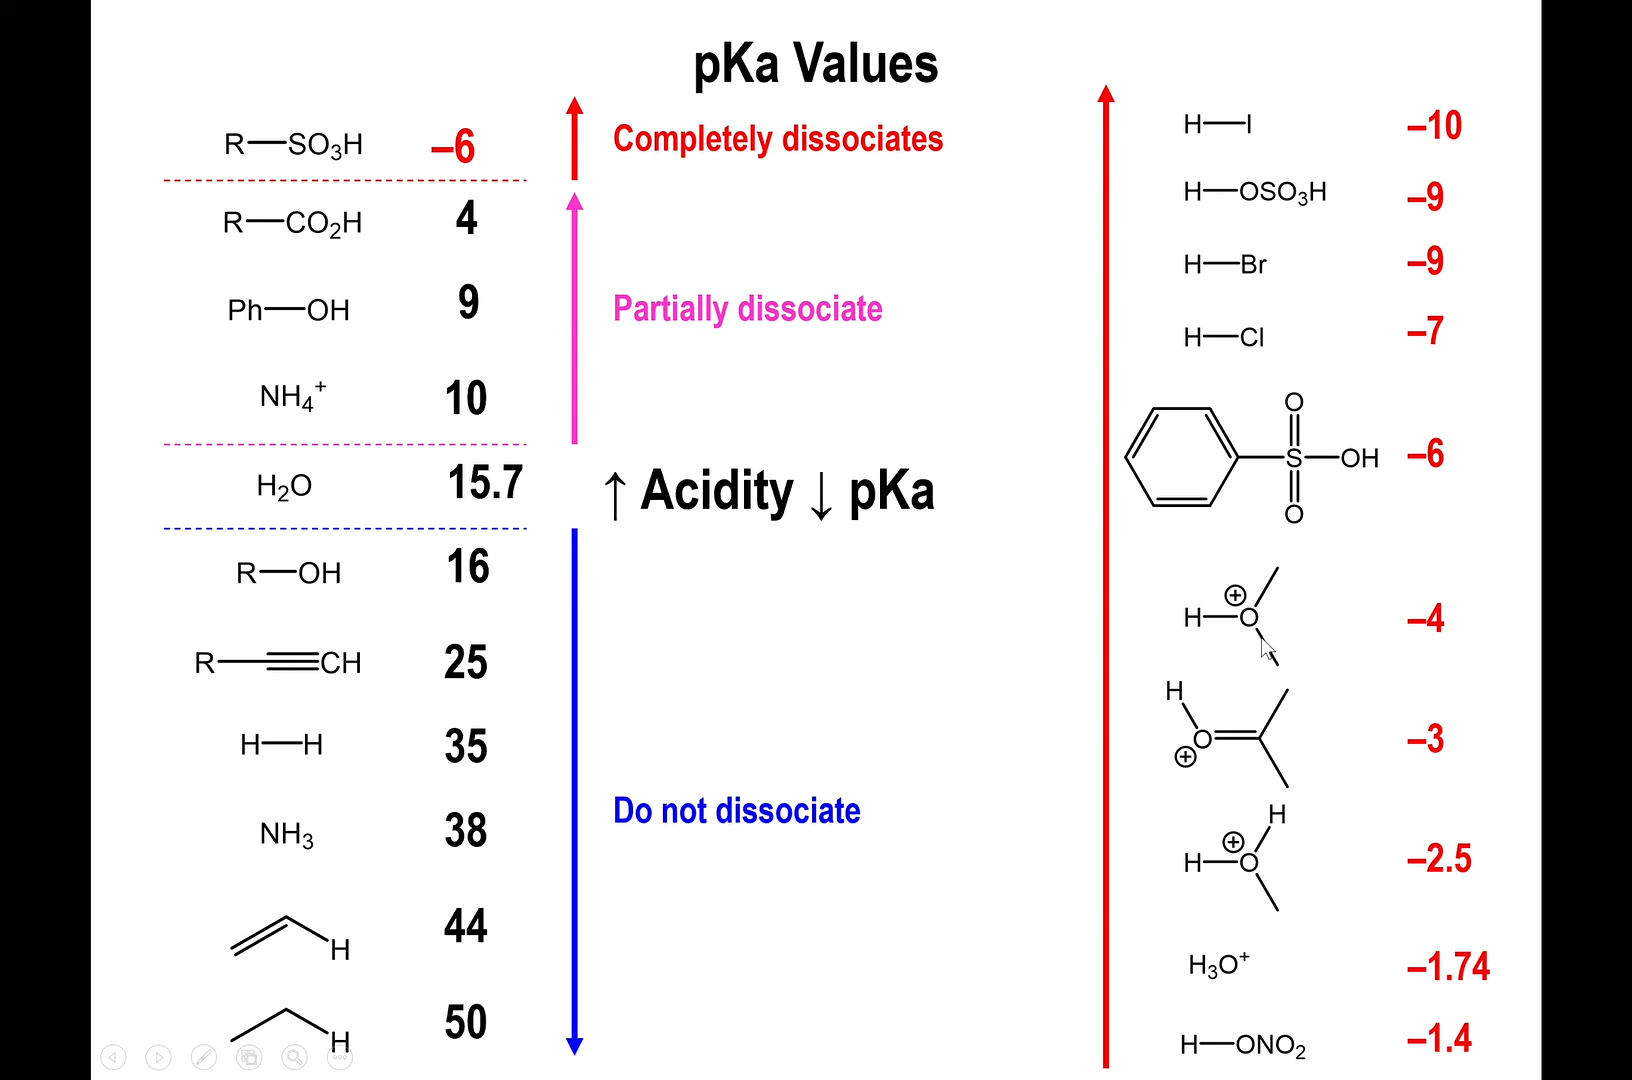 pKa Values
R—SO₃H –6
Completely dissociates
R—CO₂H 4
Ph—OH 9
Partially dissociate
NH₄⁺ 10
H₂O 15.7
↑ Acidity ↓ pKa
R—OH 16
R—≡CH 25
H—H 35
Do not dissociate
NH₃ 38
H 44
H 50
H—I –10
H—OSO₃H –9
H—Br –9
H—Cl –7
O
S—OH –6
O
⊕
H—O –4
H
O –3
⊕
H
⊕
H—O –2.5
H₃O⁺ –1.74
H—ONO₂ –1.4